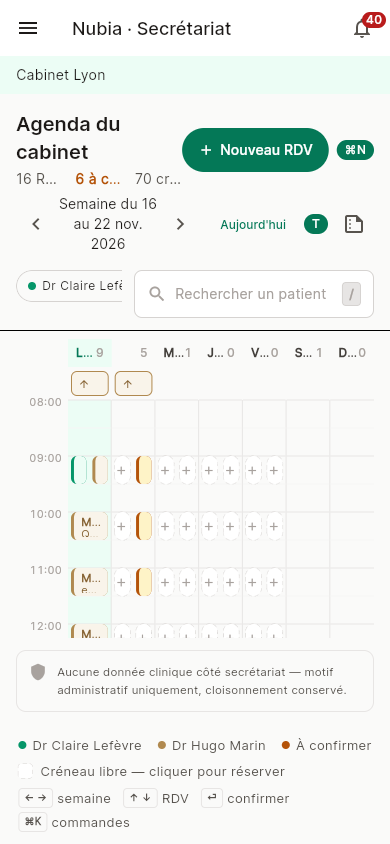 Nubia · Secrétariat
40
Cabinet Lyon
Agenda du
cabinet
+ Nouveau RDV
⌘N
16 R... 6 à c... 70 cr...
Semaine du 16
au 22 nov.
2026
Aujourd'hui
T
Dr Claire Lefè
Rechercher un patient
/
L... 9 5 M... 1 J... 0 V... 0 S... 1 D... 0
↑ ↑
08:00
09:00
+ + + + + + + +
10:00
M...
Q...
+ + + + + + + +
11:00
M...
e...
+ + + + + + + +
12:00
M...
Aucune donnée clinique côté secrétariat — motif
administratif uniquement, cloisonnement conservé.
Dr Claire Lefèvre Dr Hugo Marin À confirmer
Créneau libre — cliquer pour réserver
← → semaine ↑ ↓ RDV ⏎ confirmer
⌘K commandes